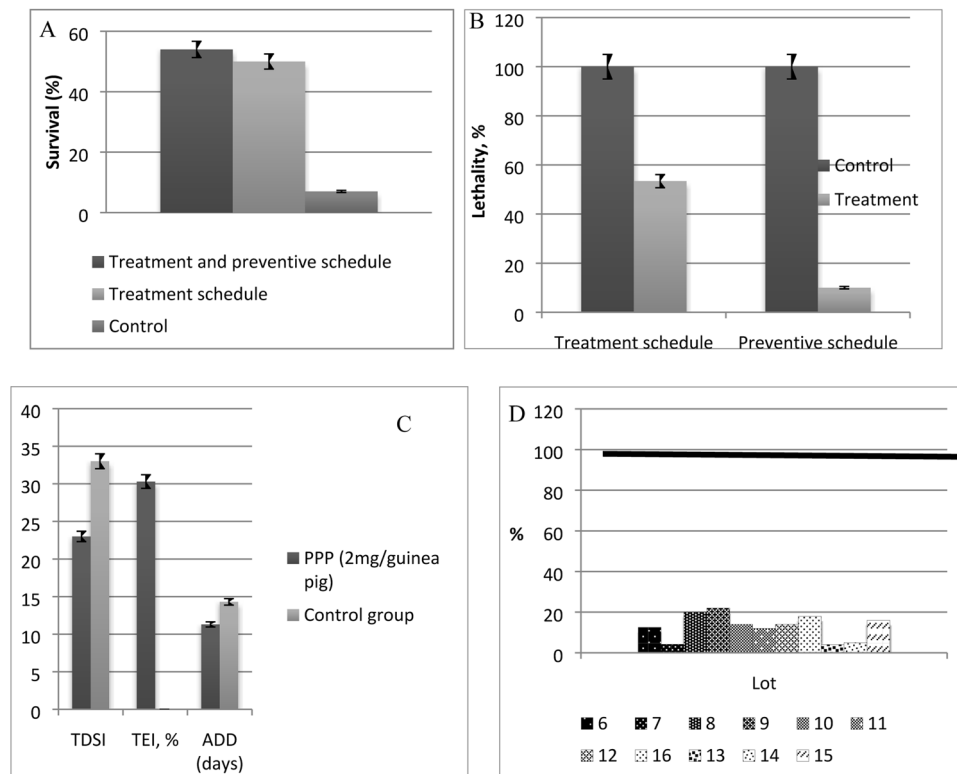 A
60
40
20
0
Survival (%)
Treatment and preventive schedule
Treatment schedule
Control
B
120
100
80
60
40
20
0
Lethality, %
Control
Treatment
Treatment schedule Preventive schedule
C
40
35
30
25
20
15
10
5
0
TDSI TEI, % ADD
(days)
PPP (2mg/guinea
pig)
Control group
D
120
100
80
60
40
20
0
%
Lot
6 7 8 9 10 11
12 16 13 14 15